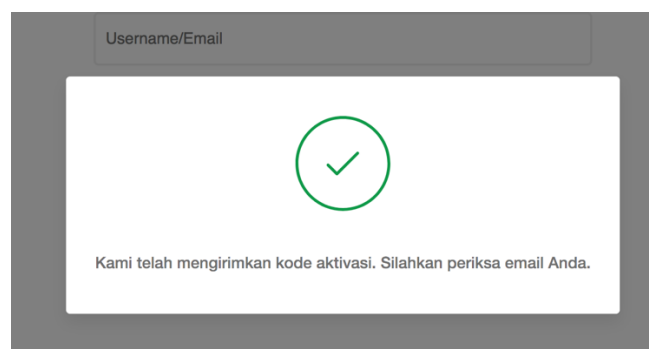 Username/Email
Kami telah mengirimkan kode aktivasi. Silahkan periksa email Anda.